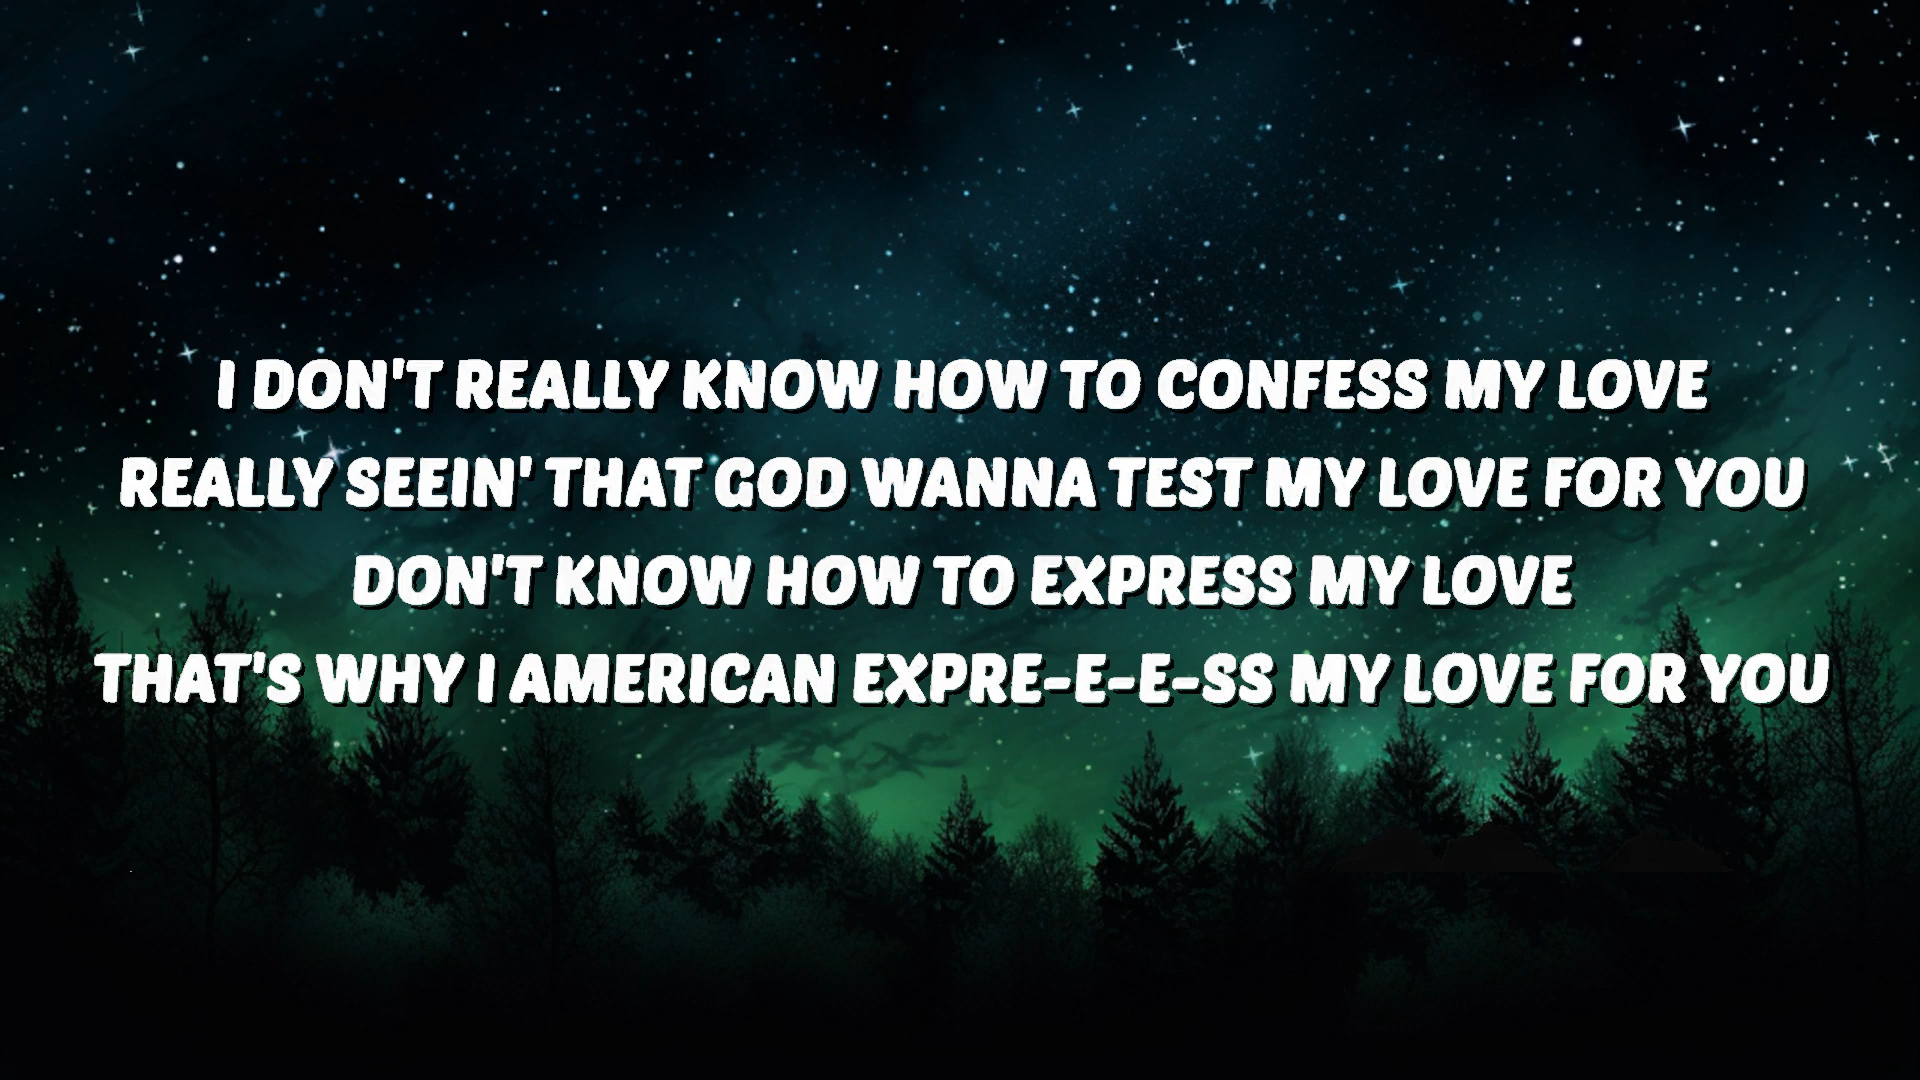 I DON'T REALLY KNOW HOW TO CONFESS MY LOVE
REALLY SEEIN' THAT GOD WANNA TEST MY LOVE FOR YOU
DON'T KNOW HOW TO EXPRESS MY LOVE
THAT'S WHY I AMERICAN EXPRE-E-E-SS MY LOVE FOR YOU